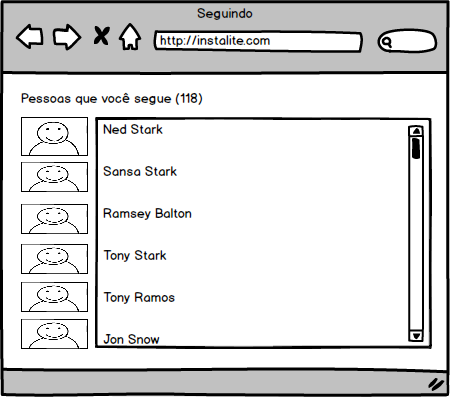 Seguindo
http://instalite.com
Pessoas que você segue (118)
Ned Stark
Sansa Stark
Ramsey Balton
Tony Stark
Tony Ramos
Jon Snow